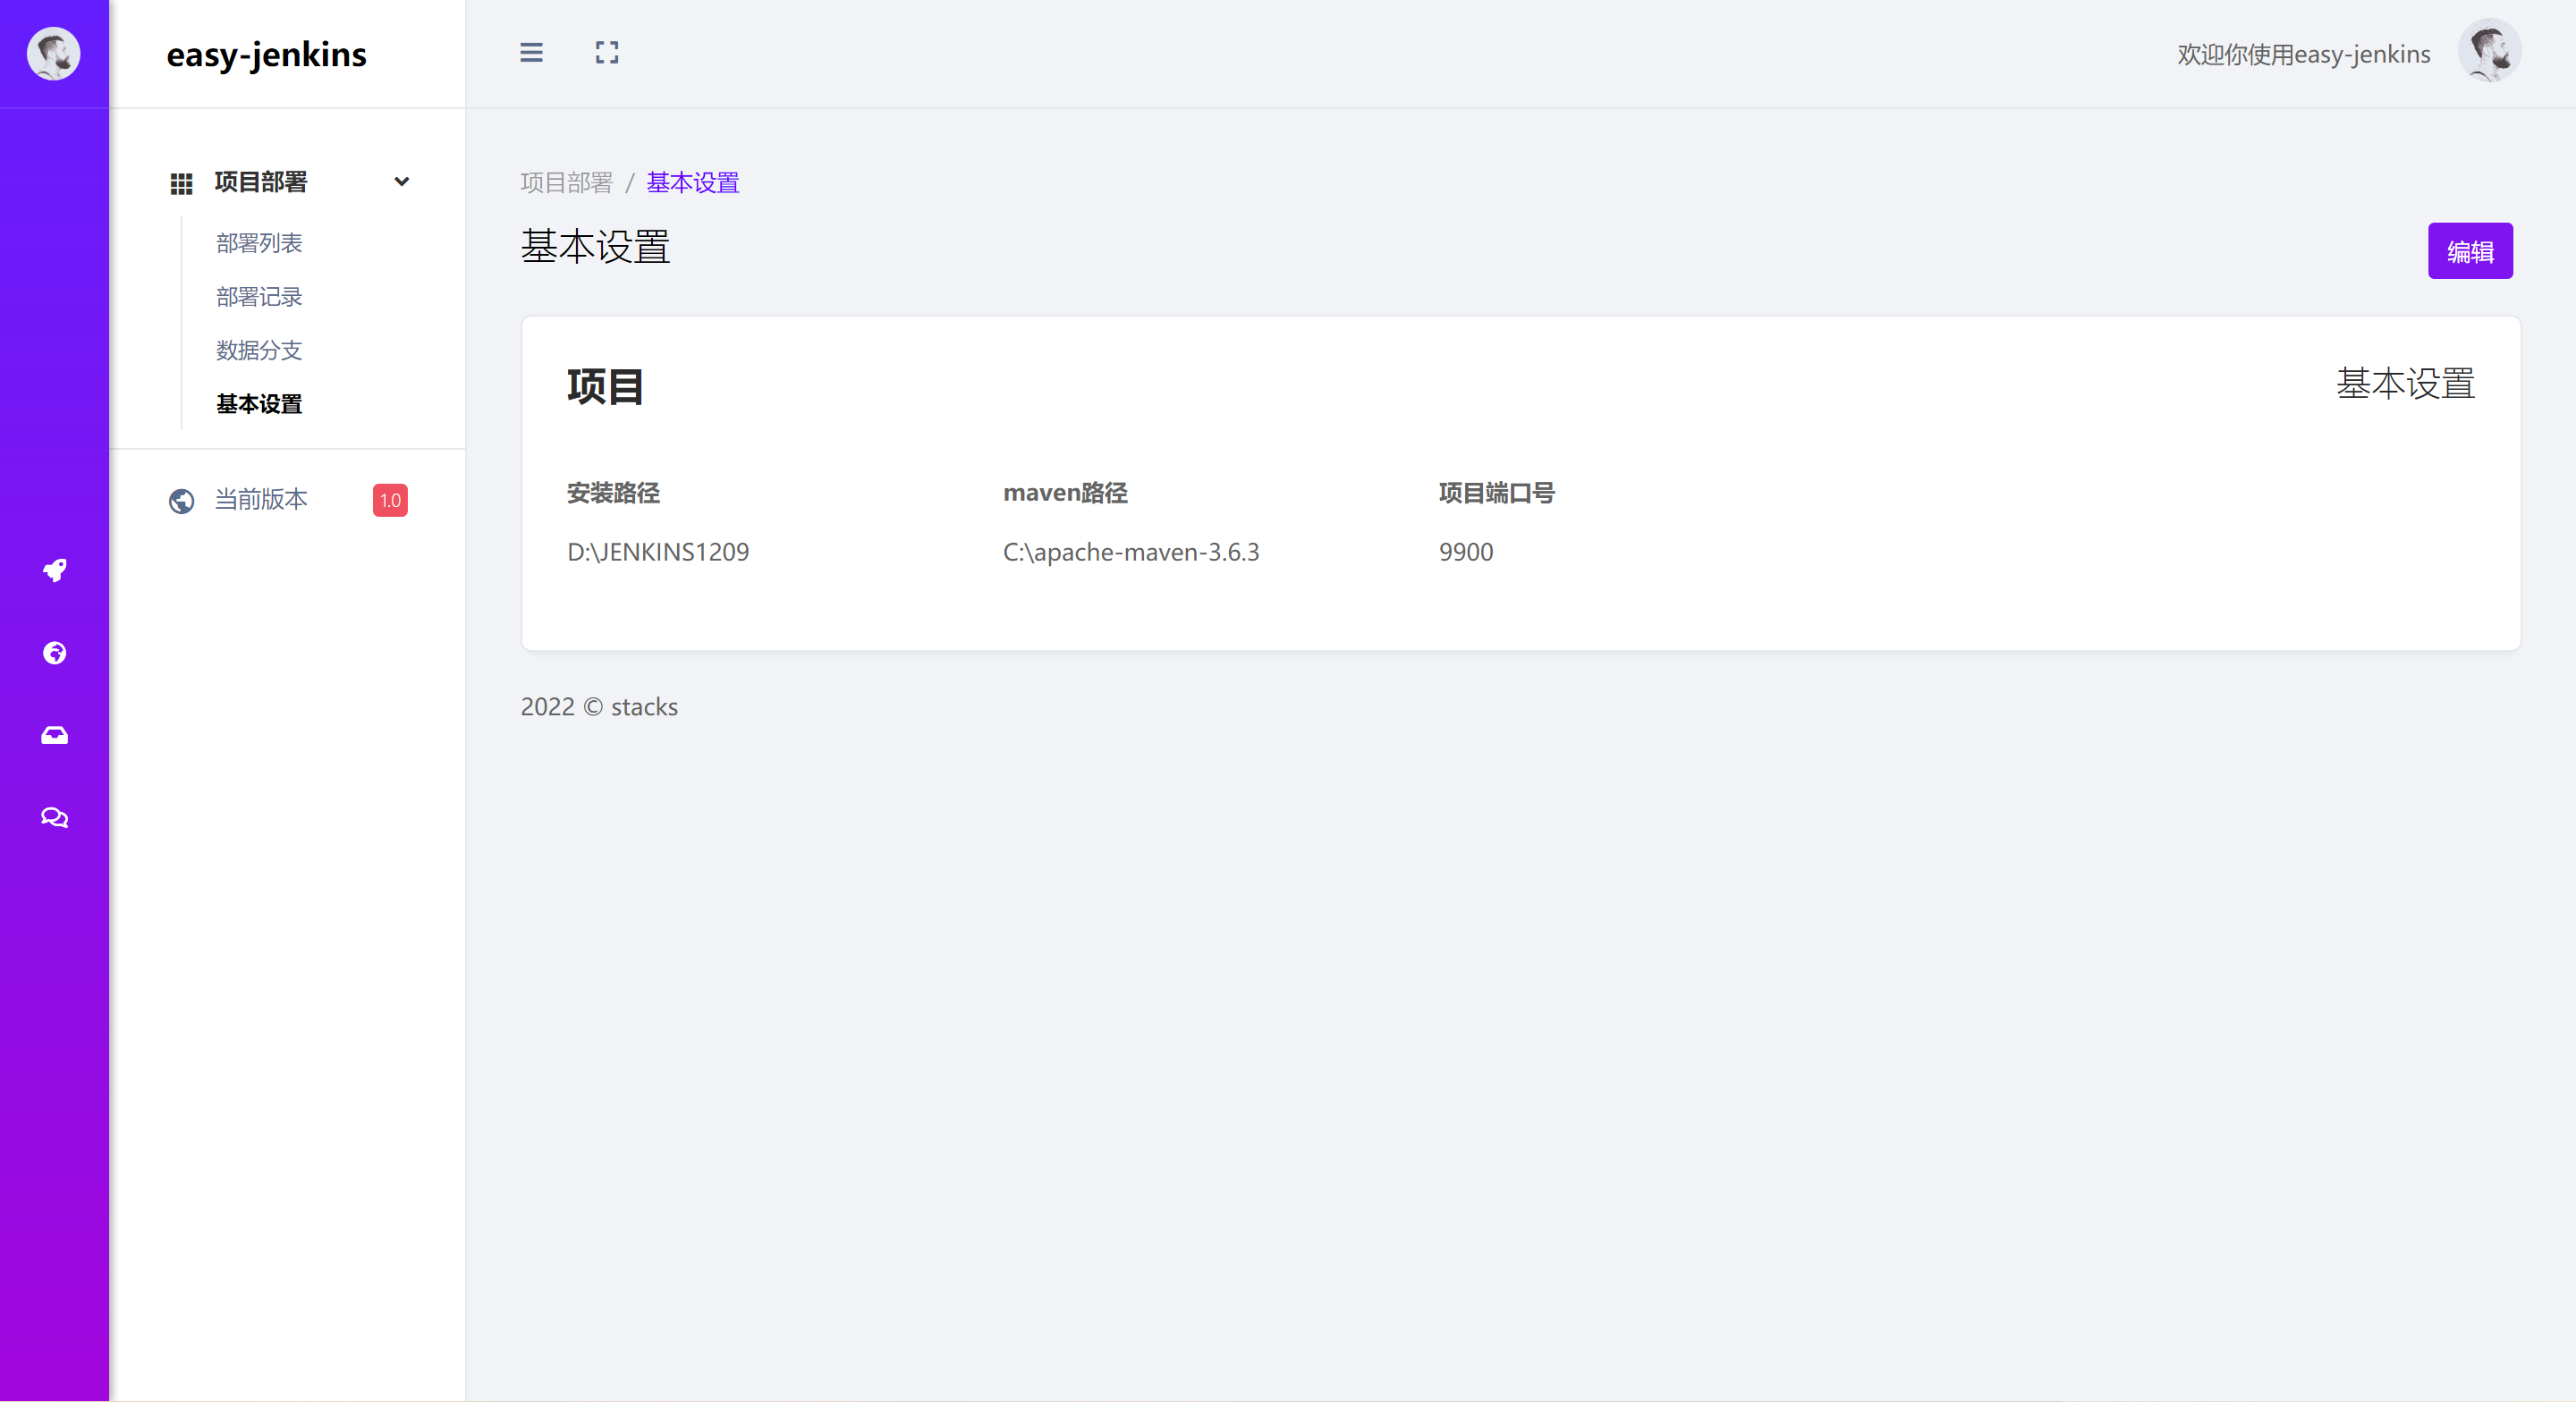 easy-jenkins
欢迎你使用easy-jenkins
项目部署
部署列表
部署记录
数据分支
基本设置
当前版本 1.0
项目部署 / 基本设置
基本设置
编辑
项目
基本设置
安装路径 maven路径 项目端口号
D:\JENKINS1209 C:\apache-maven-3.6.3 9900
2022 © stacks